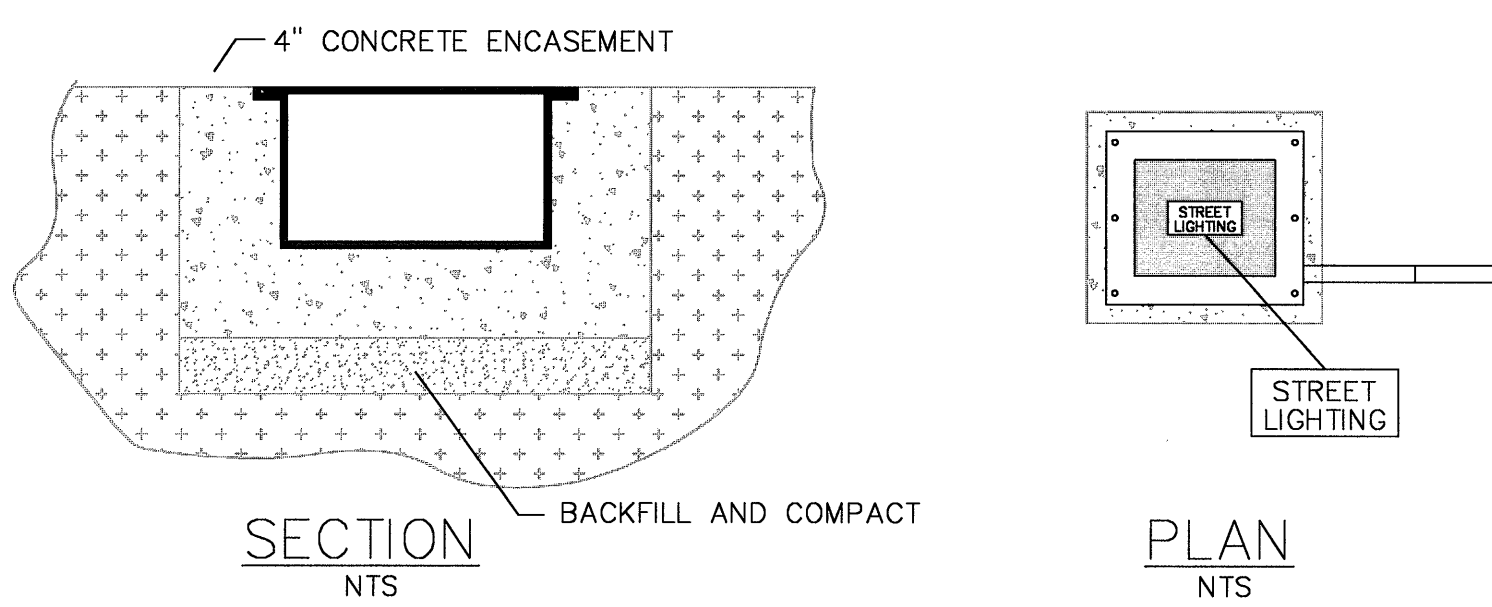 4" CONCRETE ENCASEMENT
BACKFILL AND COMPACT
SECTION
NTS
STREET
LIGHTING
STREET
LIGHTING
PLAN
NTS